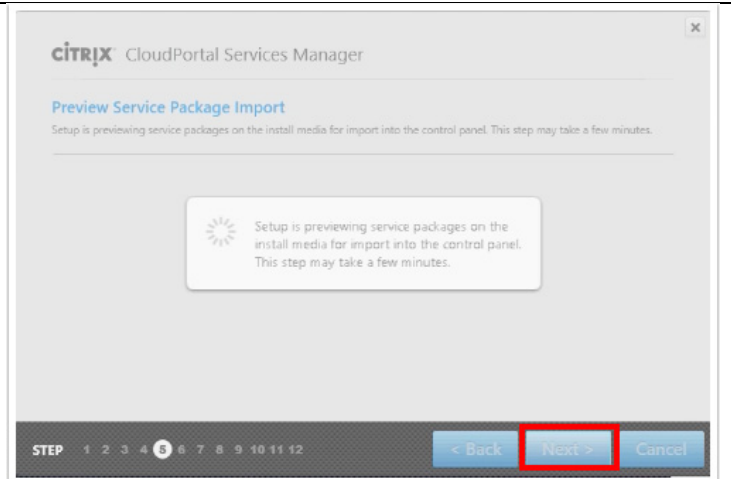 CİTRIX CloudPortal Services Manager
Preview Service Package Import
Setup is previewing service packages on the install media for import into the control panel. This step may take a few minutes.
Setup is previewing service packages on the
install media for import into the control panel.
This step may take a few minutes.
STEP 1 2 3 4 5 6 7 8 9 10 11 12 < Back Next > Cancel